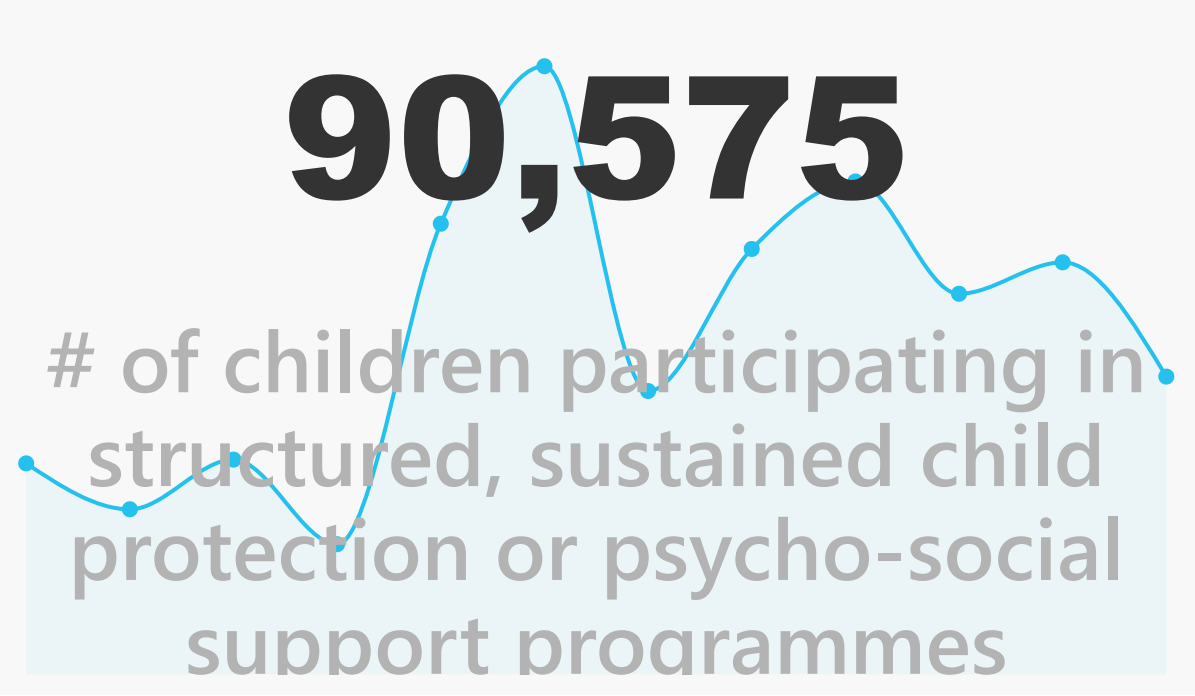 90,575
# of children participating in
structured, sustained child
protection or psycho-social
support programmes